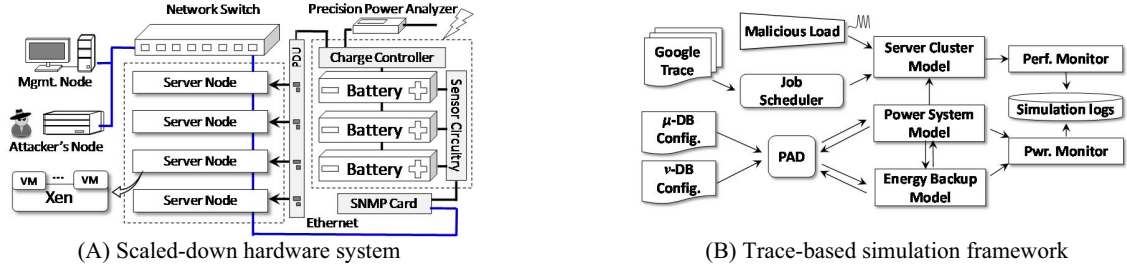 Network Switch
Precision Power Analyzer
Mgmt. Node
Attacker's Node
VM
...
VM
Xen
Server Node
Server Node
Server Node
Server Node
PDU
Charge Controller
Battery
Battery
Battery
Sensor Circuitry
SNMP Card
Ethernet
(A) Scaled-down hardware system
Malicious Load
Google
Trace
Job
Scheduler
Server Cluster
Model
Perf. Monitor
Simulation logs
μ-DB
Config.
ν-DB
Config.
PAD
Power System
Model
Energy Backup
Model
Pwr. Monitor
(B) Trace-based simulation framework